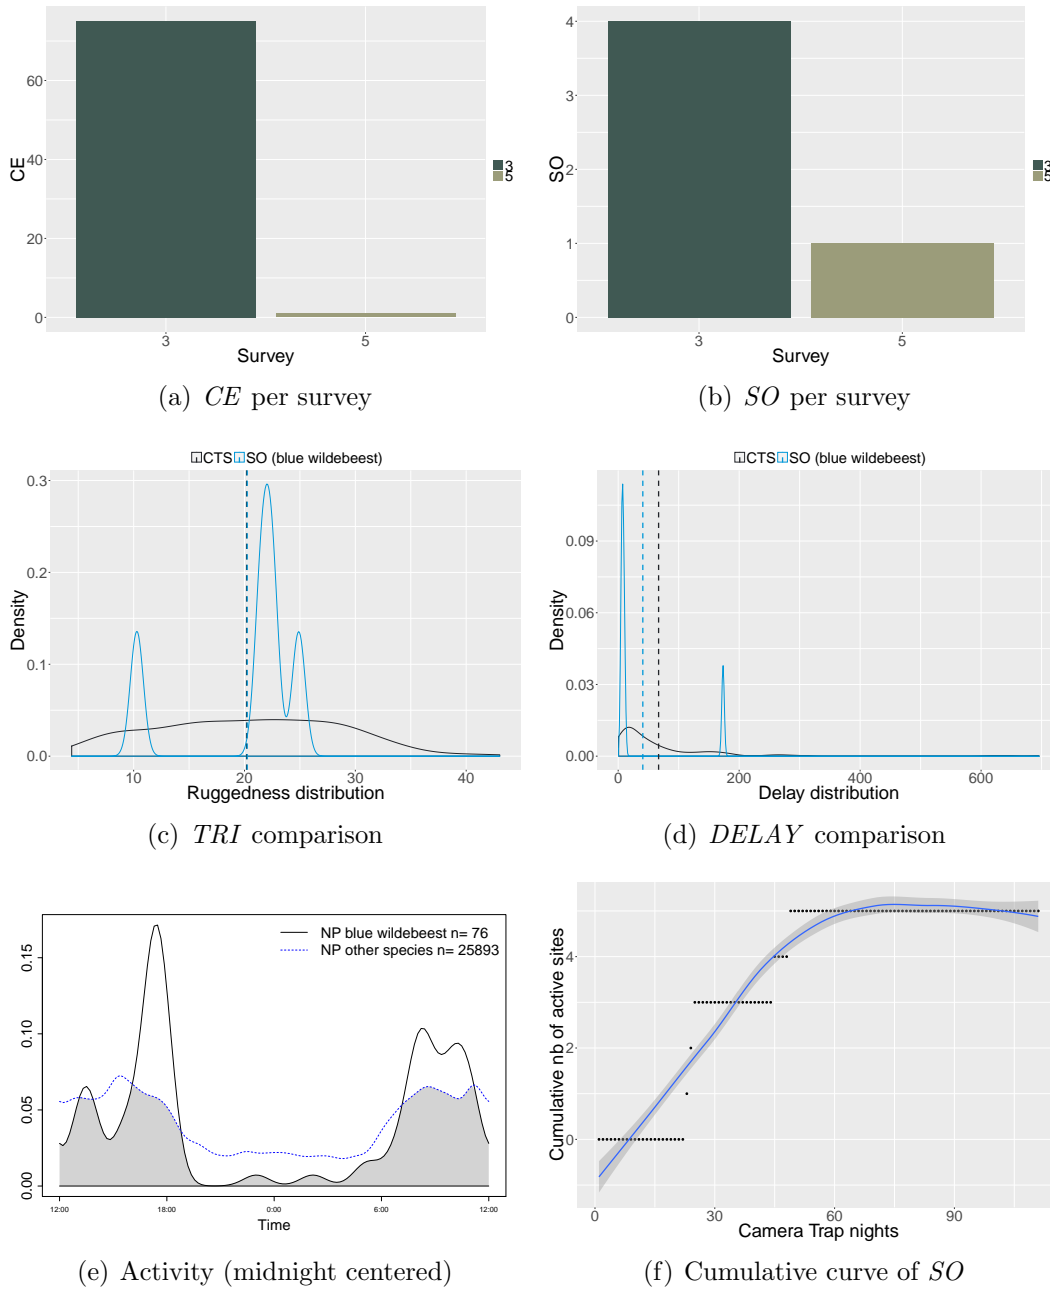 CE
60
40
20
0
3
5
Survey
3
5
(a) CE per survey
SO
4
3
2
1
0
3
5
Survey
3
5
(b) SO per survey
CTS SO (blue wildebeest)
Density
0.3
0.2
0.1
0.0
10 20 30 40
Ruggedness distribution
(c) TRI comparison
CTS SO (blue wildebeest)
Density
0.09
0.06
0.03
0.00
0 200 400 600
Delay distribution
(d) DELAY comparison
NP blue wildebeest n= 76
NP other species n= 25893
0.15
0.10
0.05
0.00
12:00 18:00 0:00 6:00 12:00
Time
(e) Activity (midnight centered)
Cumulative nb of active sites
4
2
0
0 30 60 90
Camera Trap nights
(f) Cumulative curve of SO